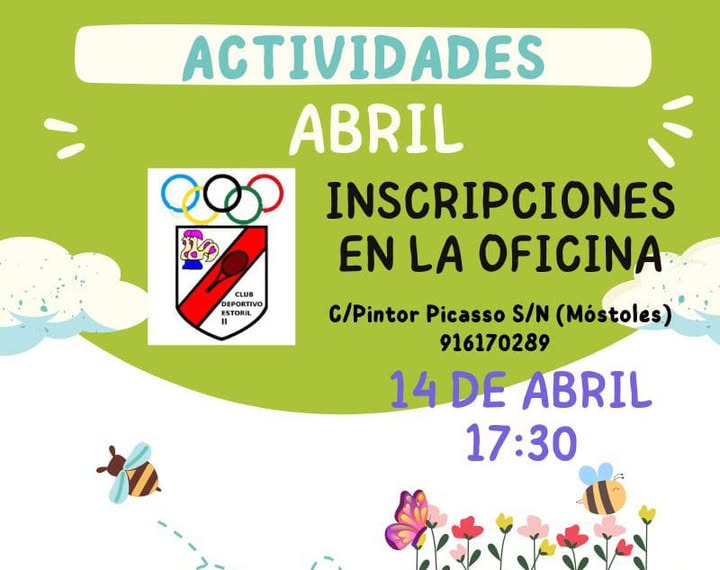 ACTIVIDADES
ABRIL
INSCRIPCIONES
EN LA OFICINA
CLUB
DEPORTIVO
ESTORIL
II
C/Pintor Picasso S/N (Móstoles)
916170289
14 DE ABRIL
17:30